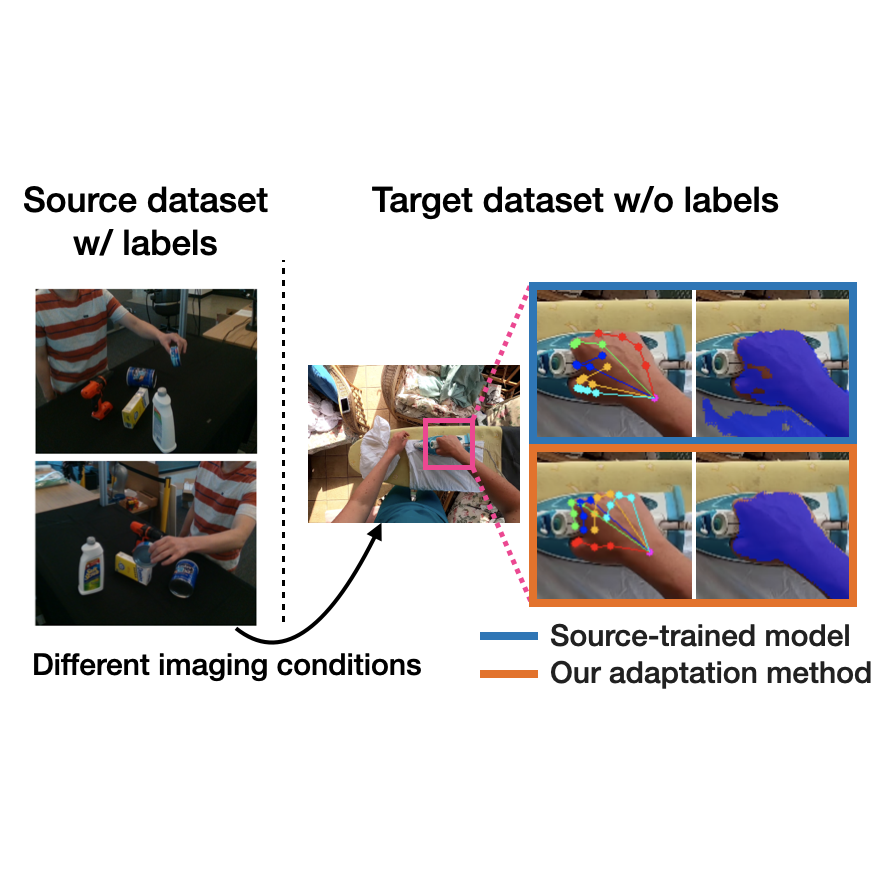 Source dataset
w/ labels
Target dataset w/o labels
Different imaging conditions
Source-trained model
Our adaptation method